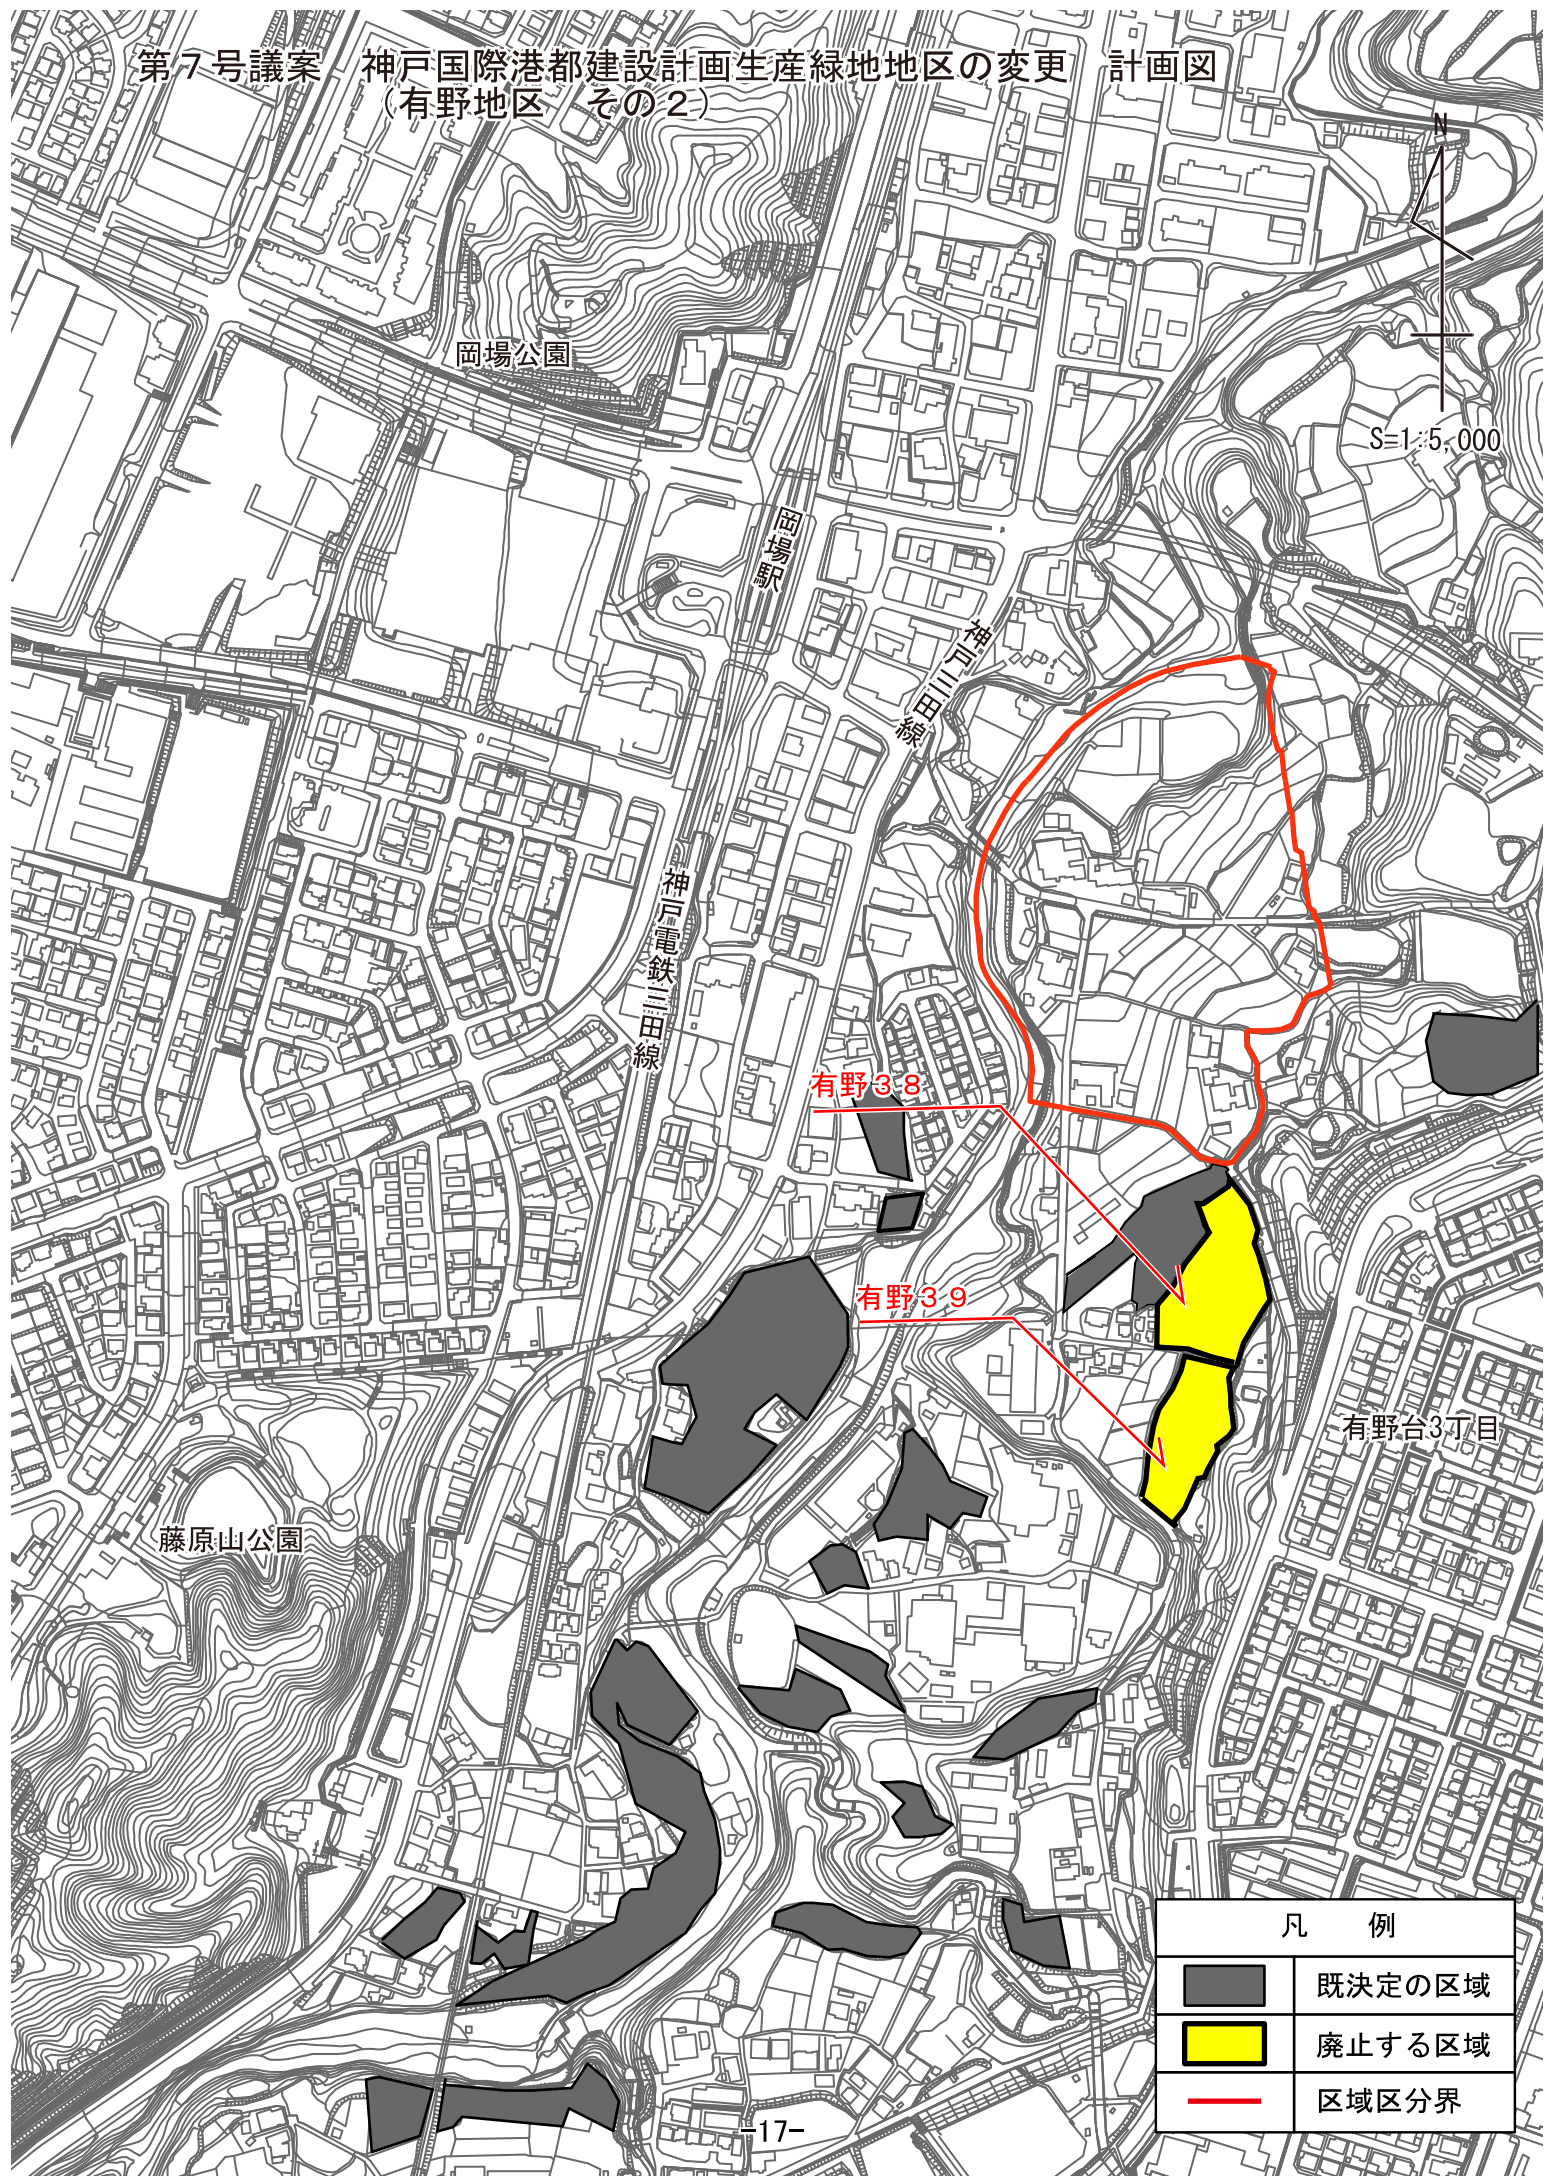 第７号議案　神戸国際港都建設計画生産緑地地区の変更　計画図
（有野地区　その２）
N
S=1:5,000
岡場公園
岡場駅
神戸三田線
神戸電鉄三田線
有野３８
有野３９
有野台3丁目
藤原山公園
凡　例
既決定の区域
廃止する区域
区域区分界
-17-